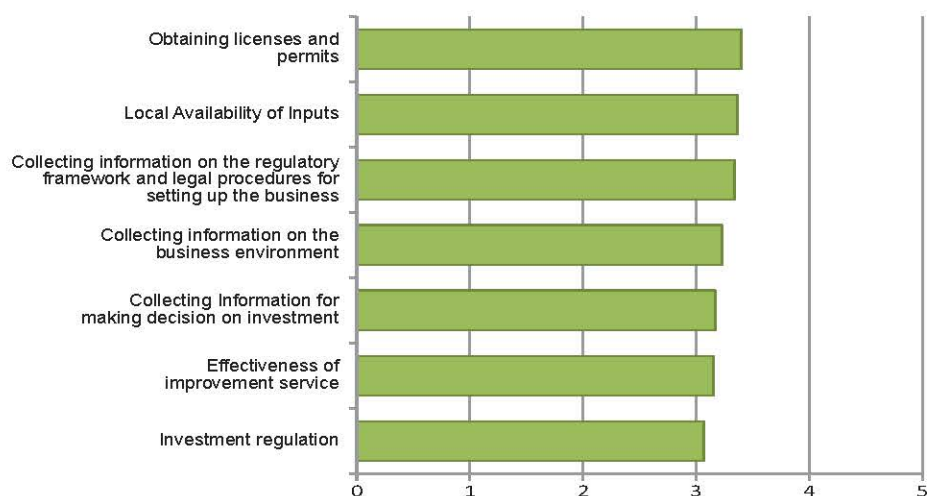 Obtaining licenses and
permits
Local Availability of Inputs
Collecting information on the regulatory
framework and legal procedures for
setting up the business
Collecting information on the
business environment
Collecting Information for
making decision on investment
Effectiveness of
improvement service
Investment regulation
0 1 2 3 4 5